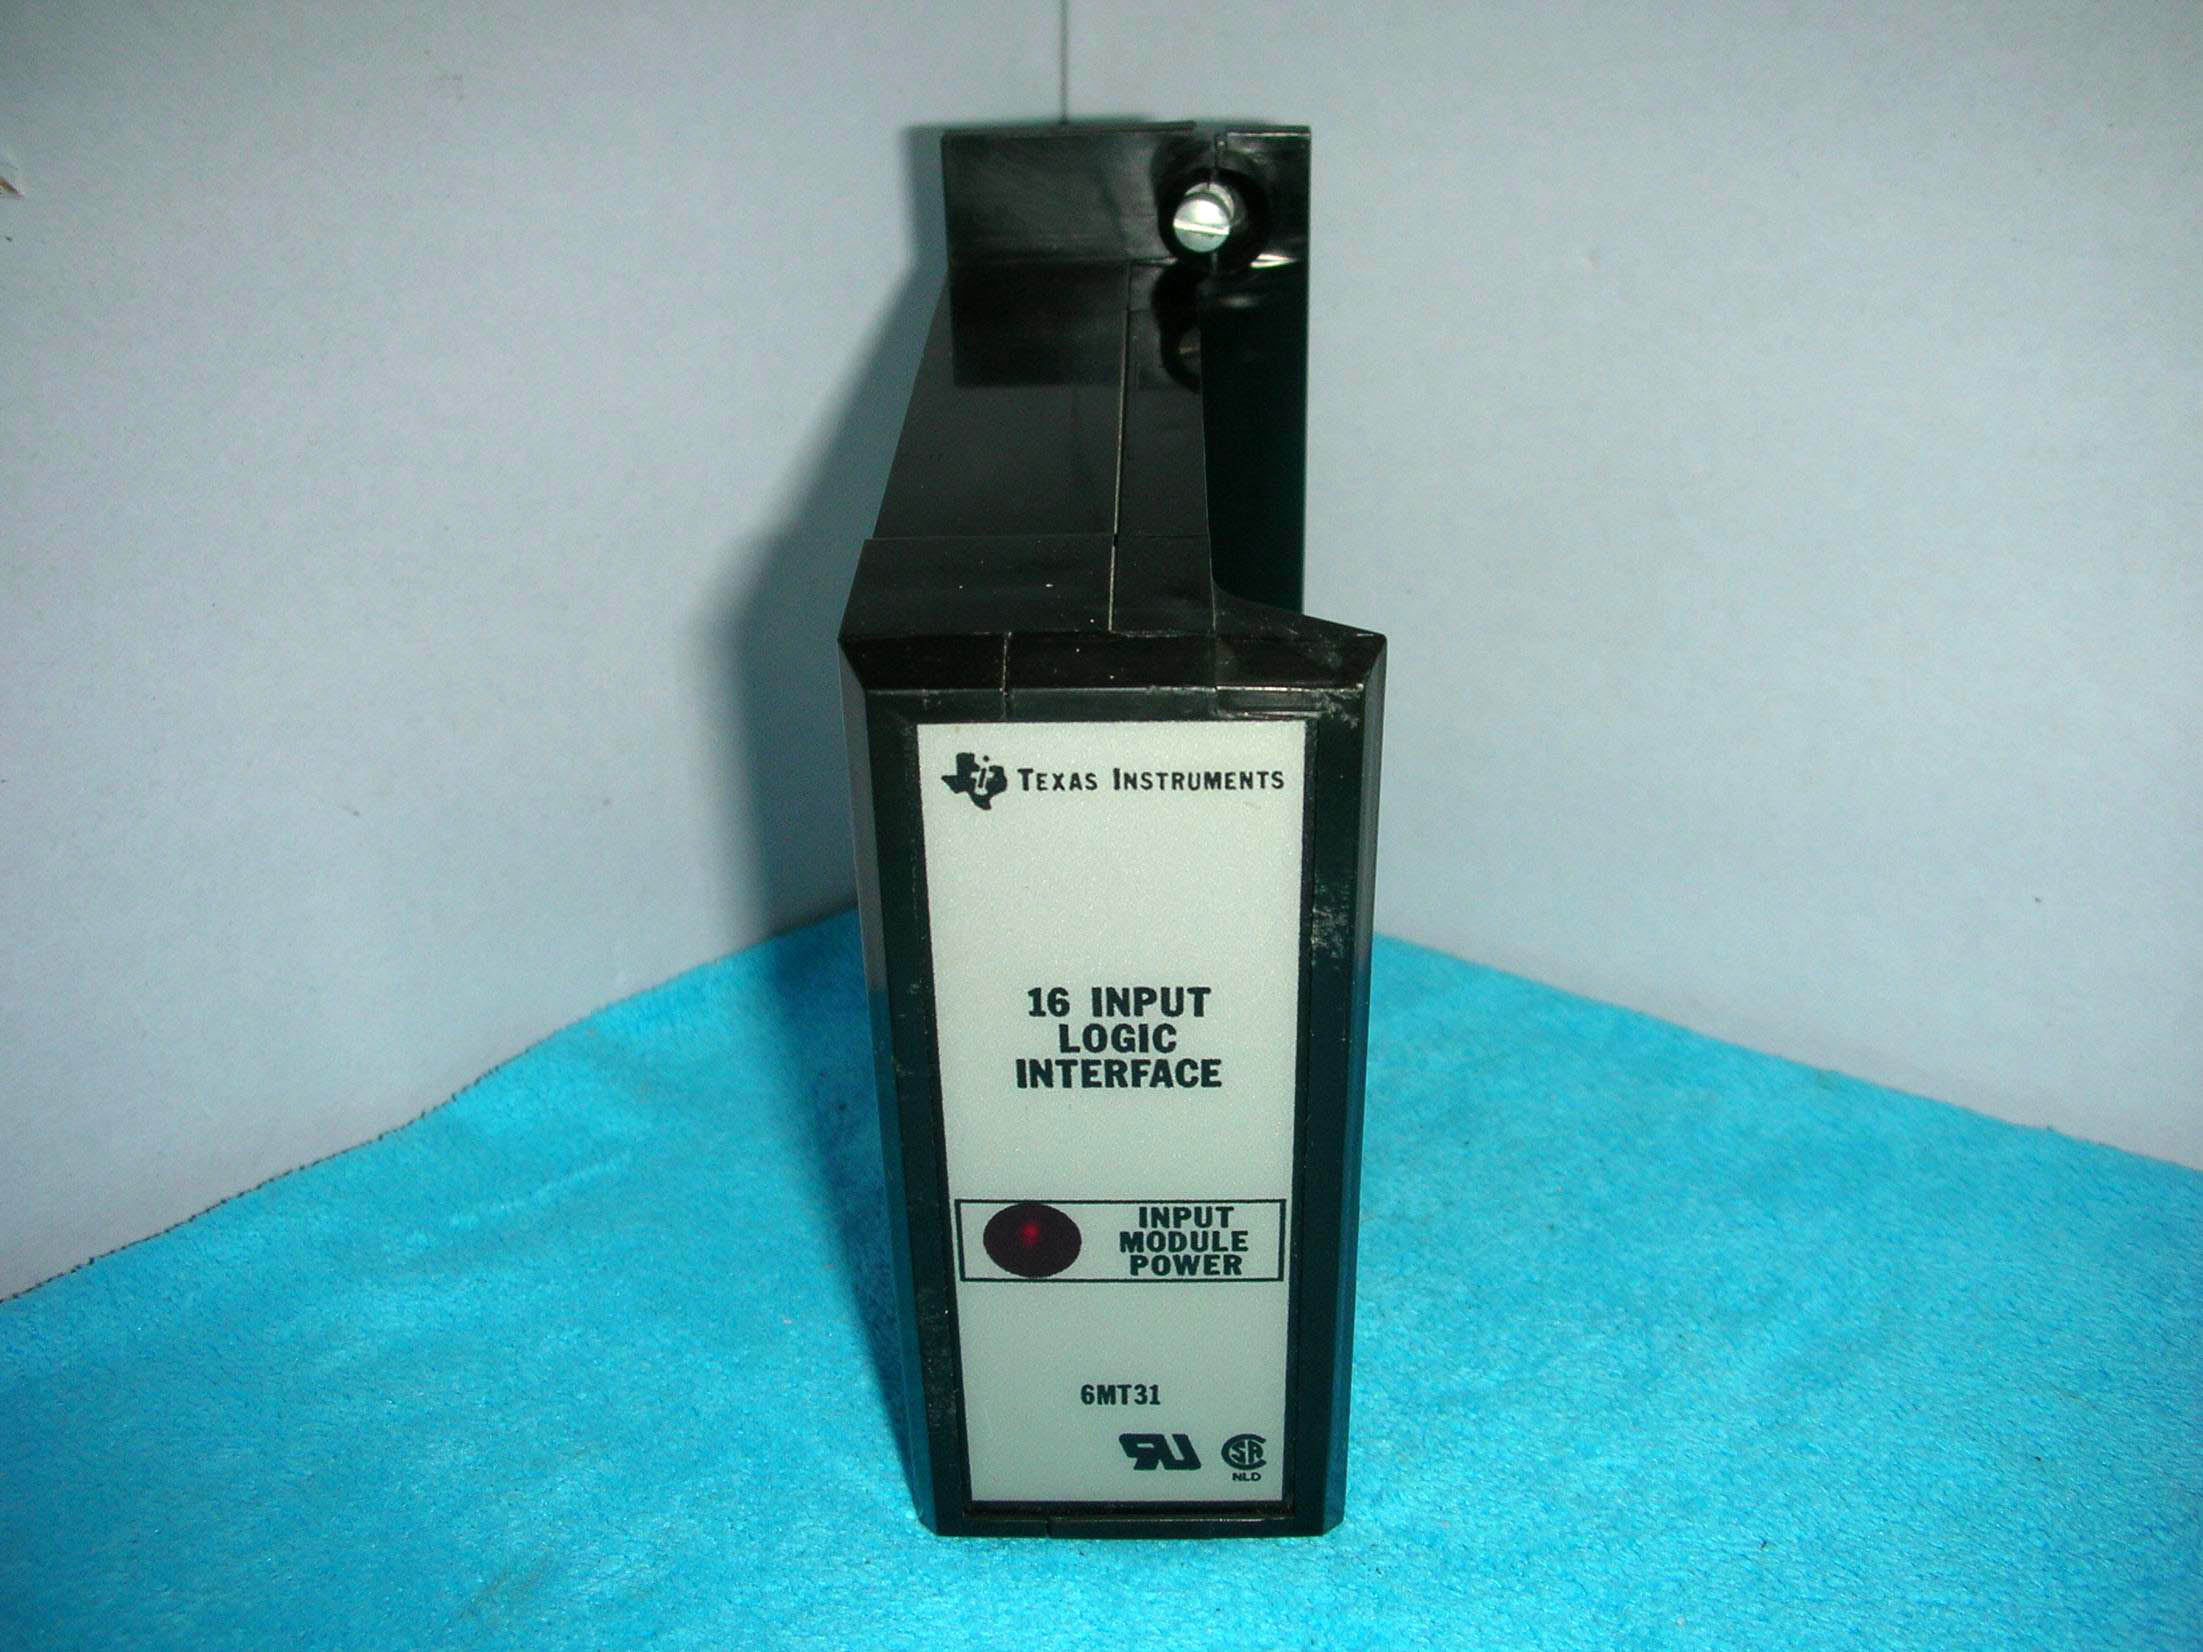 TEXAS INSTRUMENTS
16 INPUT
LOGIC
INTERFACE
INPUT
MODULE
POWER
6MT31
NLD